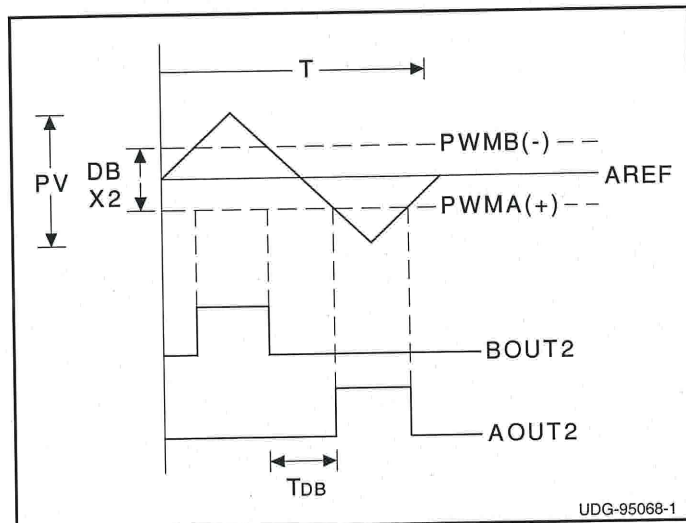 T
PWMB(-)
DB
X2
PV
AREF
PWMA(+)
BOUT2
AOUT2
TDB
UDG-95068-1